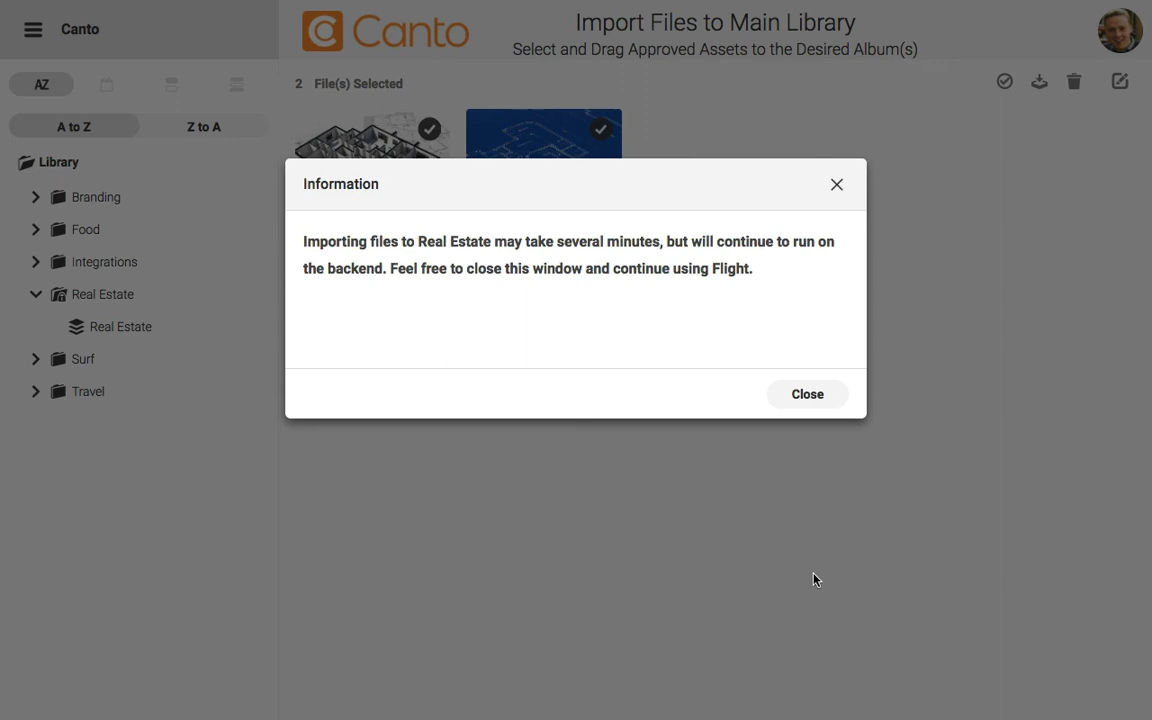 Canto
Canto
Import Files to Main Library
Select and Drag Approved Assets to the Desired Album(s)
AZ
2 File(s) Selected
A to Z
Z to A
Library
Branding
Food
Integrations
Real Estate
Real Estate
Surf
Travel
Information
Importing files to Real Estate may take several minutes, but will continue to run on
the backend. Feel free to close this window and continue using Flight.
Close